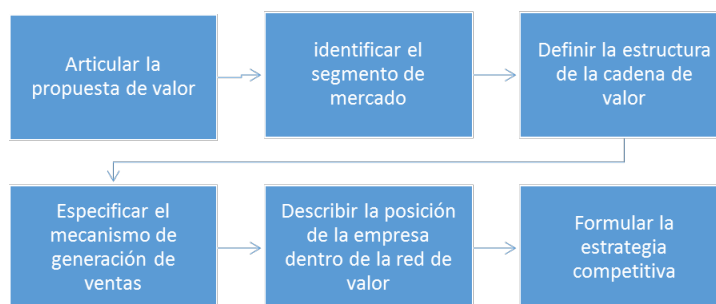 Articular la
propuesta de valor
identificar el
segmento de
mercado
Definir la estructura
de la cadena de
valor
Especificar el
mecanismo de
generación de
ventas
Describir la posición
de la empresa
dentro de la red de
valor
Formular la
estrategia
competitiva